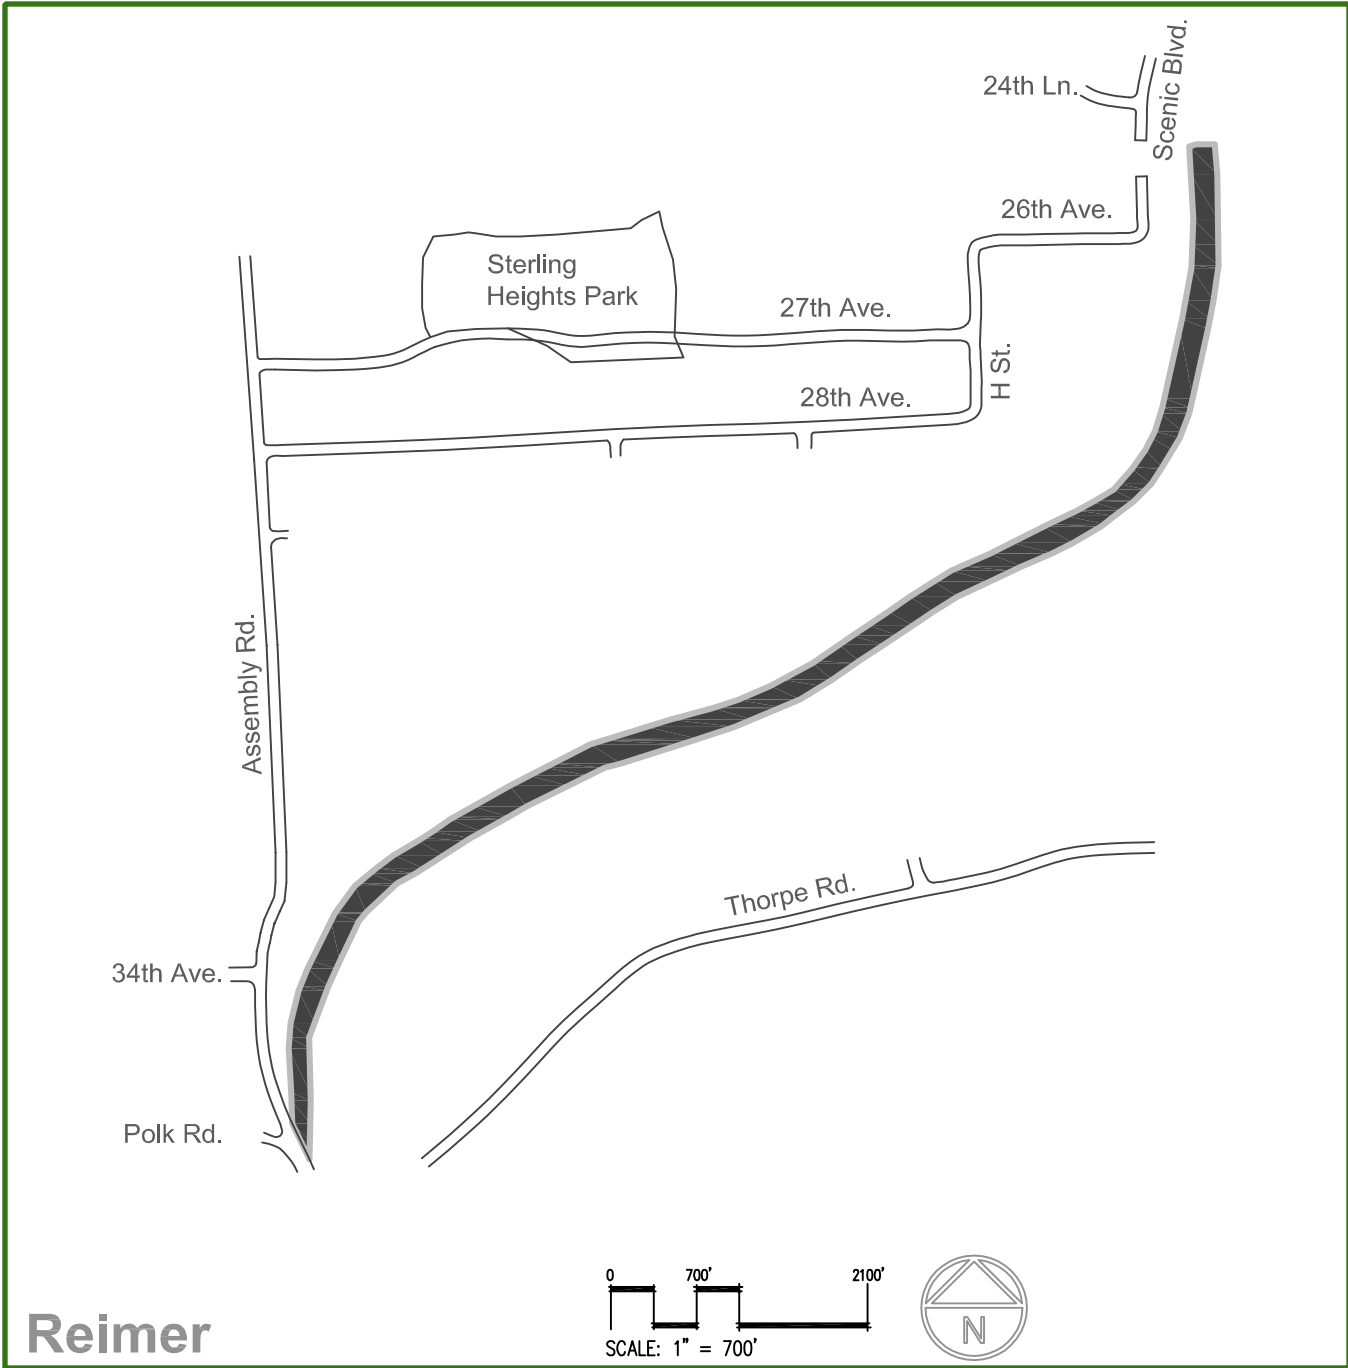 24th Ln.
Scenic Blvd.
26th Ave.
Sterling
Heights Park
27th Ave.
H St.
28th Ave.
Assembly Rd.
Thorpe Rd.
34th Ave.
Polk Rd.
0 700' 2100'
SCALE: 1" = 700'
N
Reimer